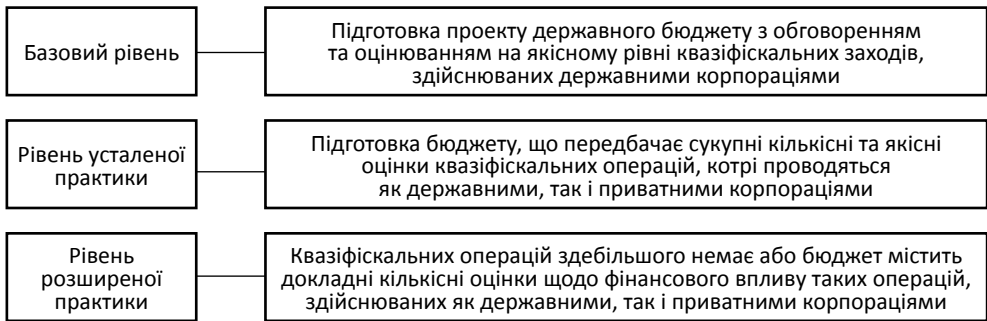 Базовий рівень
Підготовка проекту державного бюджету з обговоренням
та оцінюванням на якісному рівні квазіфіскальних заходів,
здійснюваних державними корпораціями
Рівень усталеної
практики
Підготовка бюджету, що передбачає сукупні кількісні та якісні
оцінки квазіфіскальних операцій, котрі проводяться
як державними, так і приватними корпораціями
Рівень
розширеної
практики
Квазіфіскальних операцій здебільшого немає або бюджет містить
докладні кількісні оцінки щодо фінансового впливу таких операцій,
здійснюваних як державними, так і приватними корпораціями